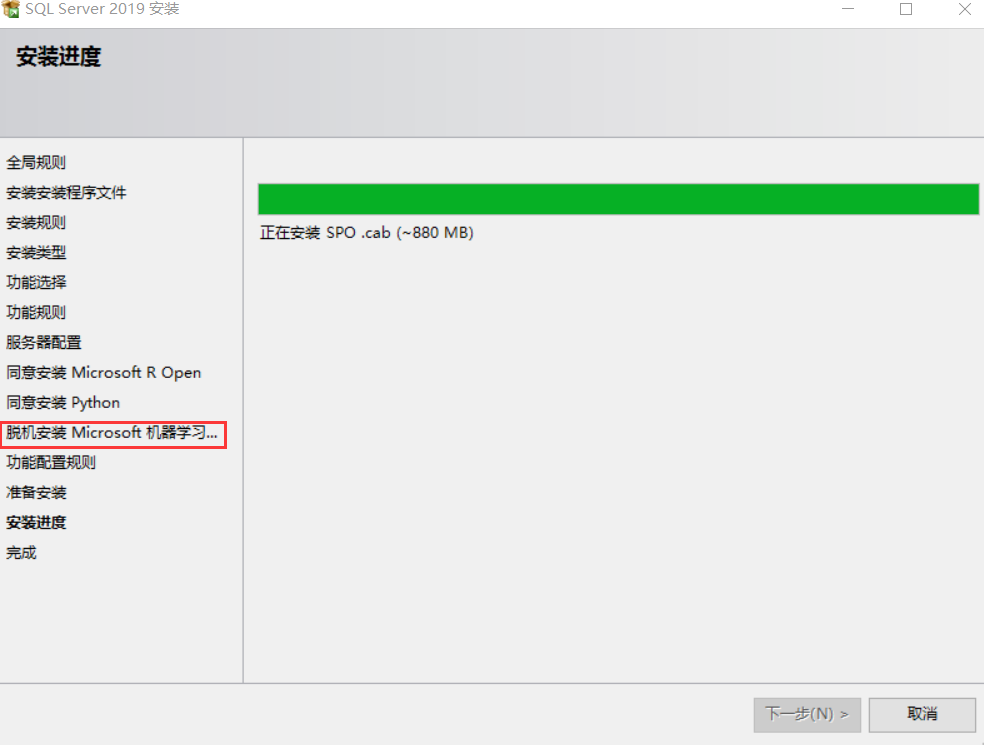 SQL Server 2019 安装
安装进度
全局规则
安装安装程序文件
安装规则
安装类型
功能选择
功能规则
服务器配置
同意安装 Microsoft R Open
同意安装 Python
脱机安装 Microsoft 机器学习...
功能配置规则
准备安装
安装进度
完成
正在安装 SPO .cab (~880 MB)
下一步(N) >
取消